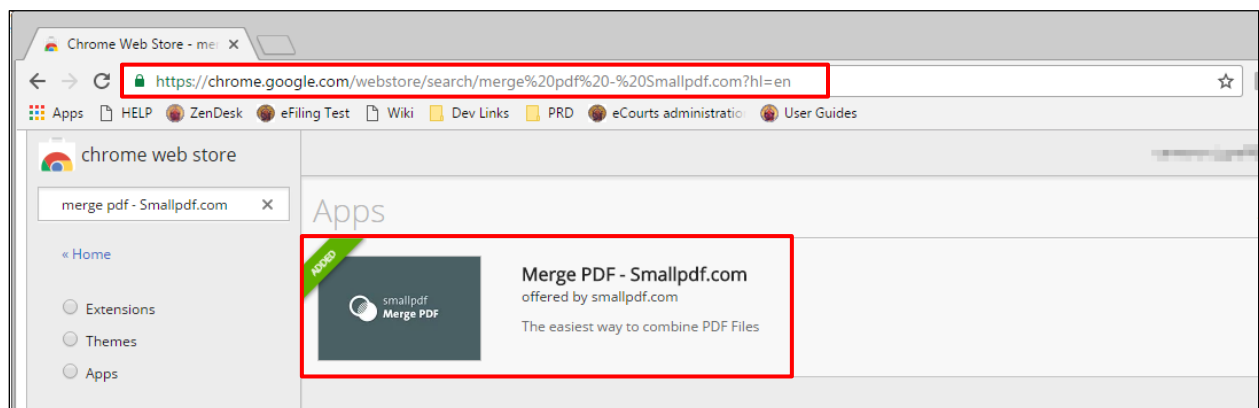 Chrome Web Store - mer
https://chrome.google.com/webstore/search/merge%20pdf%20-%20Smallpdf.com?hl=en
Apps HELP ZenDesk eFiling Test Wiki Dev Links PRD eCourts administratio User Guides
chrome web store
merge pdf - Smallpdf.com
Apps
« Home
ADDED
smallpdf
Merge PDF
Merge PDF - Smallpdf.com
offered by smallpdf.com
The easiest way to combine PDF Files
Extensions
Themes
Apps